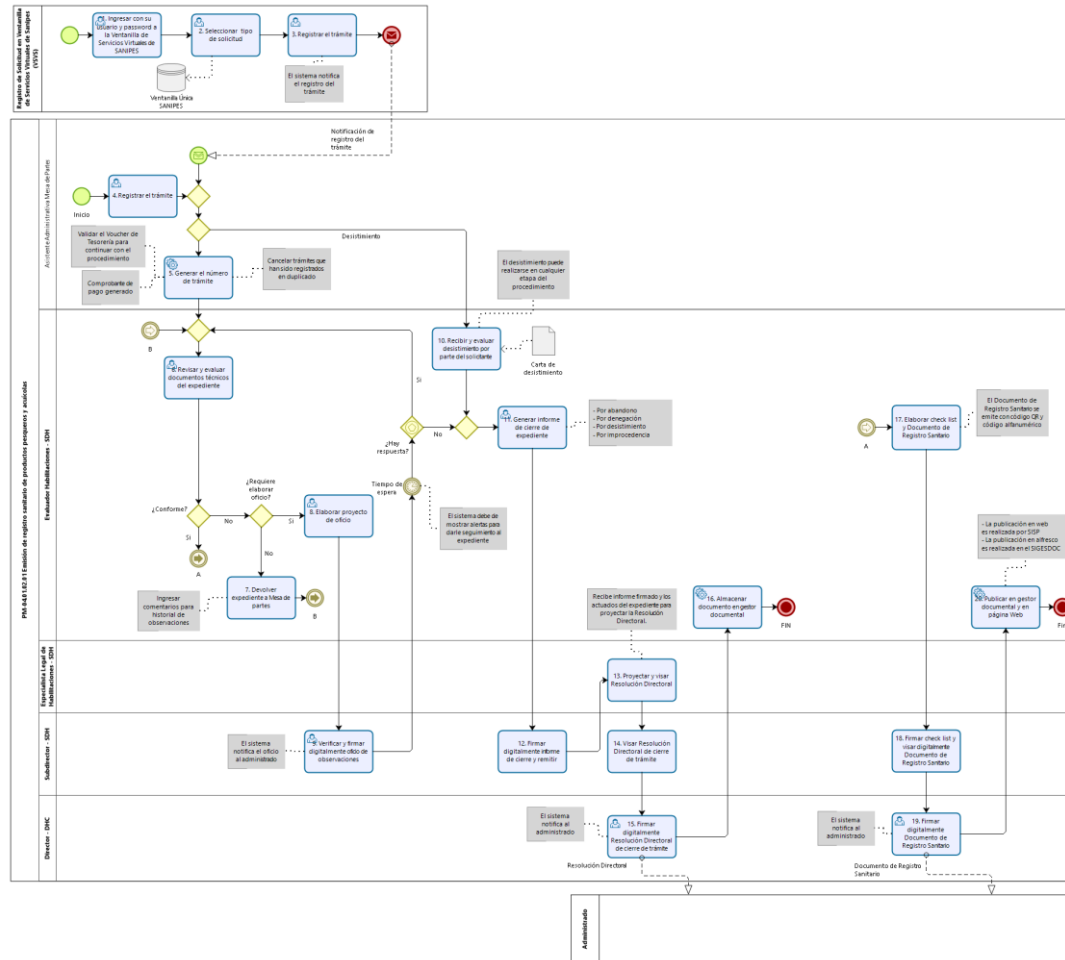 Registro de Solicitud en Ventanilla
de Servicios Virtuales de Sanipes
(VSVS)
1. Ingresar con su
usuario y password a
la Ventanilla de
Servicios Virtuales de
SANIPES
2. Seleccionar tipo
de solicitud
3. Registrar el trámite
Ventanilla Única
SANIPES
El sistema notifica
el registro del
trámite
Notificación de
registro del
trámite
PM-04.01.02.01 Emisión de registro sanitario de productos pesqueros y acuícolas
Asistente Administrativa Mesa de Partes
Inicio
4. Registrar el trámite
Desistimiento
Validar el Voucher de
Tesorería para
continuar con el
procedimiento
Comprobante de
pago generado
5. Generar el número
de trámite
Cancelar trámites que
han sido registrados
en duplicado
El desistimiento puede
realizarse en cualquier
etapa del
procedimiento
Evaluador Habilitaciones - SDH
B
6. Revisar y evaluar
documentos técnicos
del expediente
10. Recibir y evaluar
desistimiento por
parte del solicitante
Carta de
desistimiento
Si
¿Hay
respuesta?
No
11. Generar informe
de cierre de
expediente
- Por abandono
- Por denegación
- Por desistimiento
- Por improcedencia
A
17. Elaborar check list
y Documento de
Registro Sanitario
El Documento de
Registro Sanitario se
emite con código QR y
código alfanumérico
¿Conforme?
No
Si
A
¿Requiere
elaborar
oficio?
Si
No
8. Elaborar proyecto
de oficio
Tiempo de
espera
El sistema debe de
mostrar alertas para
darle seguimiento al
expediente
- La publicación en web
es realizada por SISP
- La publicación en alfresco
es realizada en el SIGESDOC
Ingresar
comentarios para
historial de
observaciones
7. Devolver
expediente a Mesa de
partes
B
Recibe informe firmado y los
actuados del expediente para
proyectar la Resolución
Directoral.
16. Almacenar
documento en gestor
documental
FIN
20. Publicar en gestor
documental y en
página Web
Fin
Especialista Legal de
Habilitaciones - SDH
13. Proyectar y visar
Resolución Directoral
Subdirector - SDH
El sistema
notifica el oficio
al administrado
9. Verificar y firmar
digitalmente oficio de
observaciones
12. Firmar
digitalmente informe
de cierre y remitir
14. Visar Resolución
Directoral de cierre
de trámite
18. Firmar check list y
visar digitalmente
Documento de
Registro Sanitario
Director - DHC
El sistema
notifica al
administrado
15. Firmar
digitalmente
Resolución Directoral
de cierre de trámite
Resolución Directoral
El sistema
notifica al
administrado
19. Firmar
digitalmente
Documento de
Registro Sanitario
Documento de Registro
Sanitario
Administrado